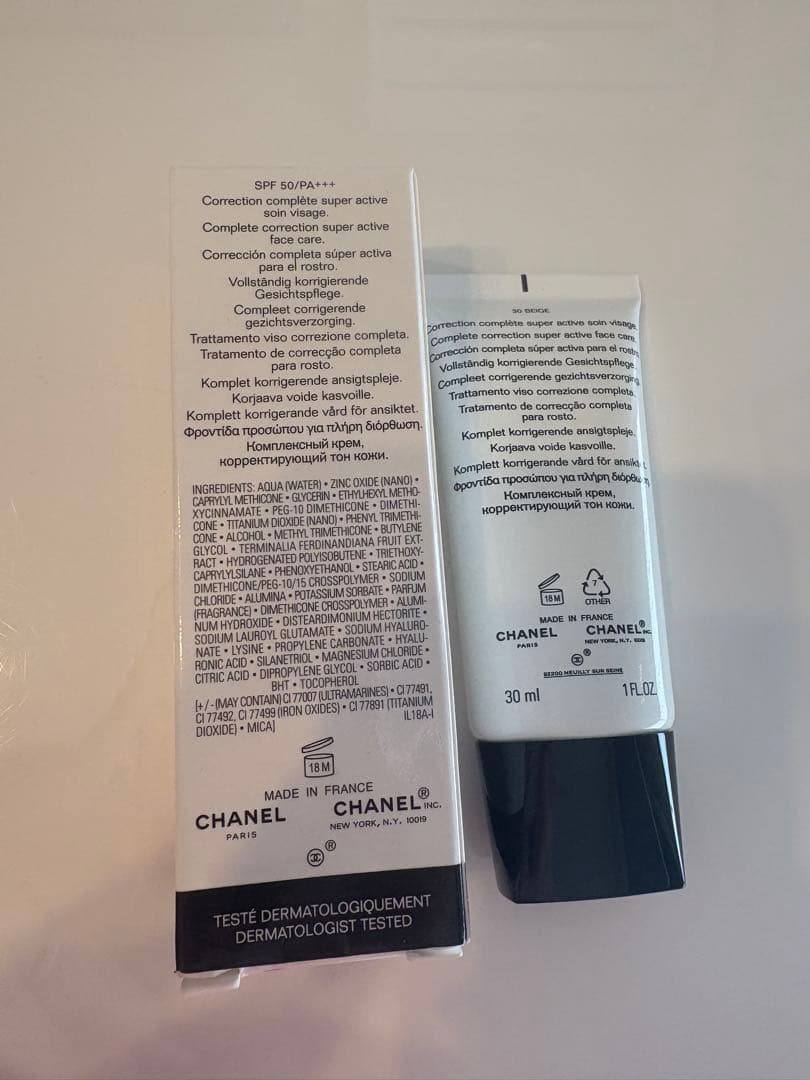 SPF 50/PA+++
Correction complète super active
soin visage.
Complete correction super active
face care.
Corrección completa súper activa
para el rostro.
Vollständig korrigierende
Gesichtspflege.
Compleet corrigerende
gezichtsverzorging.
Trattamento viso correzione completa.
Tratamento de correcção completa
para rosto.
Komplet korrigerende ansigtspleje.
Korjaava voide kasvoille.
Komplett korrigerande vård för ansiktet.
Φροντίδα προσώπου για πλήρη διόρθωση.
Комплексный крем,
корректирующий тон кожи.
INGREDIENTS: AQUA (WATER) • ZINC OXIDE (NANO) •
CAPRYLYL METHICONE • GLYCERIN • ETHYLHEXYL METHO-
XYCINNAMATE • PEG-10 DIMETHICONE • DIMETHI-
CONE • TITANIUM DIOXIDE (NANO) • PHENYL TRIMETHI-
CONE • ALCOHOL • METHYL TRIMETHICONE • BUTYLENE
GLYCOL • TERMINALIA FERDINANDIANA FRUIT EXT-
RACT • HYDROGENATED POLYISOBUTENE • TRIETHOXY-
CAPRYLYLSILANE • PHENOXYETHANOL • STEARIC ACID •
DIMETHICONE/PEG-10/15 CROSSPOLYMER • SODIUM
CHLORIDE • ALUMINA • POTASSIUM SORBATE • PARFUM
(FRAGRANCE) • DIMETHICONE CROSSPOLYMER • ALUMI-
NUM HYDROXIDE • DISTEARDIMONIUM HECTORITE •
SODIUM LAUROYL GLUTAMATE • SODIUM HYALURO-
NATE • LYSINE • PROPYLENE CARBONATE • HYALU-
RONIC ACID • SILANETRIOL • MAGNESIUM CHLORIDE •
CITRIC ACID • DIPROPYLENE GLYCOL • SORBIC ACID •
BHT • TOCOPHEROL
[+/-(MAY CONTAIN) CI 77007 (ULTRAMARINES) • CI 77491,
CI 77492, CI 77499 (IRON OXIDES) • CI 77891 (TITANIUM
DIOXIDE) • MICA] IL18A-I
18 M
MADE IN FRANCE
CHANEL CHANEL® INC.
PARIS NEW YORK, N.Y. 10019
®
TESTÉ DERMATOLOGIQUEMENT
DERMATOLOGIST TESTED
30 BEIGE
Correction complète super active soin visage.
Complete correction super active face care.
Corrección completa súper activa para el rostro
Vollständig korrigierende Gesichtspflege.
Compleet corrigerende gezichtsverzorging
Trattamento viso correzione completa.
Tratamento de correcção completa
para rosto.
Komplet korrigerende ansigtspleje.
Korjaava voide kasvoille.
Komplett korrigerande vård för ansikt
Φροντίδα προσώπου για πλήρη διόρθω
Комплексный крем,
корректирующий тон кожи.
18 M
7
OTHER
MADE IN FRANCE
CHANEL CHANEL® INC.
PARIS NEW YORK, N.Y. 10019
®
92200 NEUILLY SUR SEINE
30 ml 1 FL.OZ.